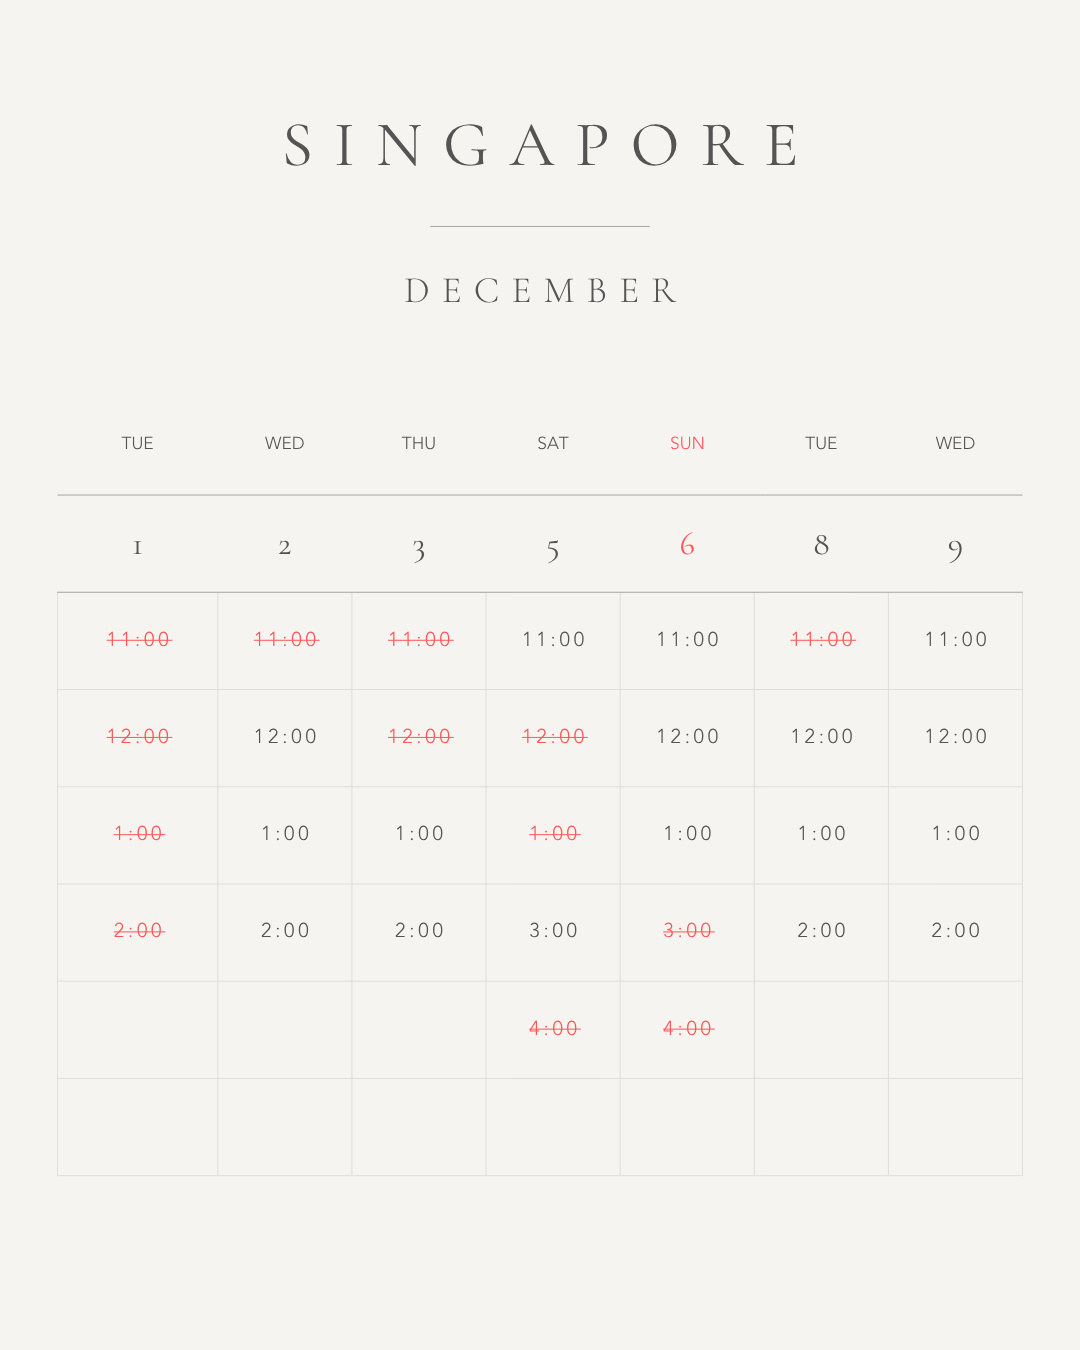 SINGAPORE
DECEMBER
TUE WED THU SAT SUN TUE WED
1 2 3 5 6 8 9
11:00 11:00 11:00 11:00 11:00 11:00 11:00
12:00 12:00 12:00 12:00 12:00 12:00 12:00
1:00 1:00 1:00 1:00 1:00 1:00 1:00
2:00 2:00 2:00 3:00 3:00 2:00 2:00
4:00 4:00